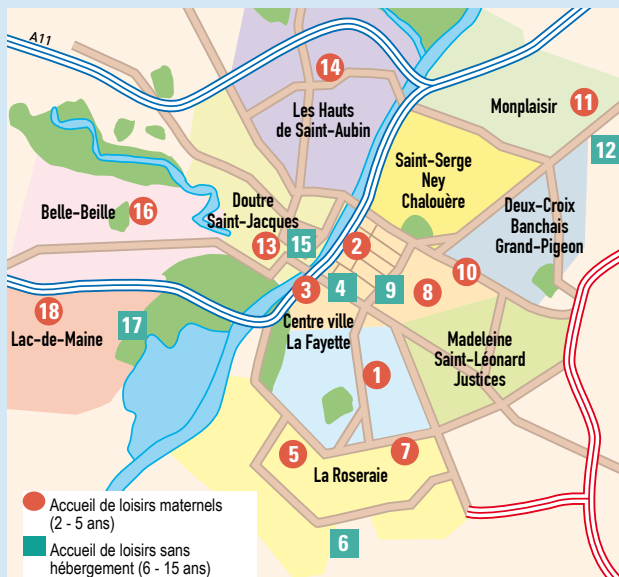 A11
14
Les Hauts
de Saint-Aubin
Monplaisir
11
12
Saint-Serge
Ney
Chalouère
Belle-Beille
16
Doutre
Saint-Jacques
13
15
2
Deux-Croix
Banchais
Grand-Pigeon
10
3
4
9
8
18
Lac-de-Maine
17
Centre ville
La Fayette
Madeleine
Saint-Léonard
Justices
1
5
7
La Roseraie
6
Accueil de loisirs maternels
(2 - 5 ans)
Accueil de loisirs sans
hébergement (6 - 15 ans)